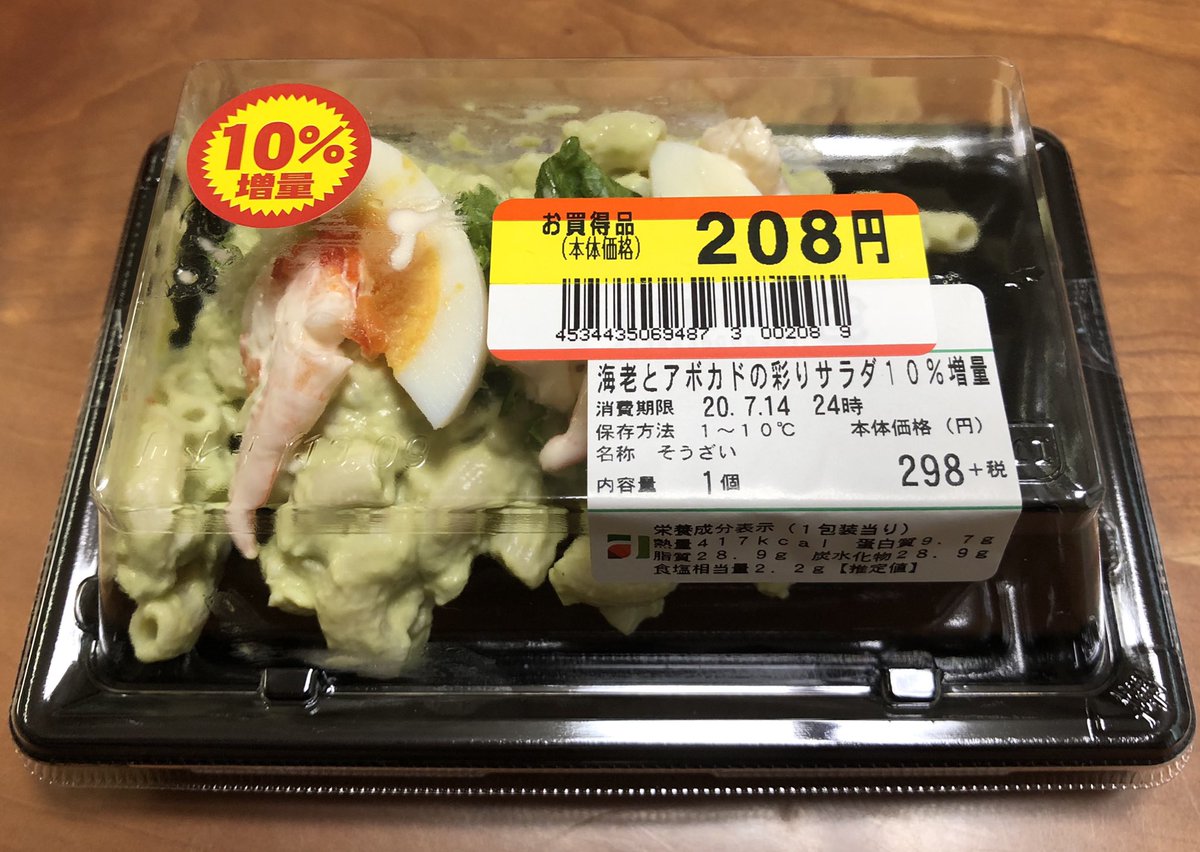 10%
増量
お買得品
(本体価格)
208円
4534435069487 3 00208 9
海老とアボカドの彩りサラダ10%増量
消費期限 20.7.14 24時
保存方法 1~10℃ 本体価格(円)
名称 そうざい
298+税
内容量 1個
栄養成分表示(1包装当り)
熱量417kcal 蛋白質9.7g
脂質28.9g 炭水化物28.9g
食塩相当量2.2g【推定値】